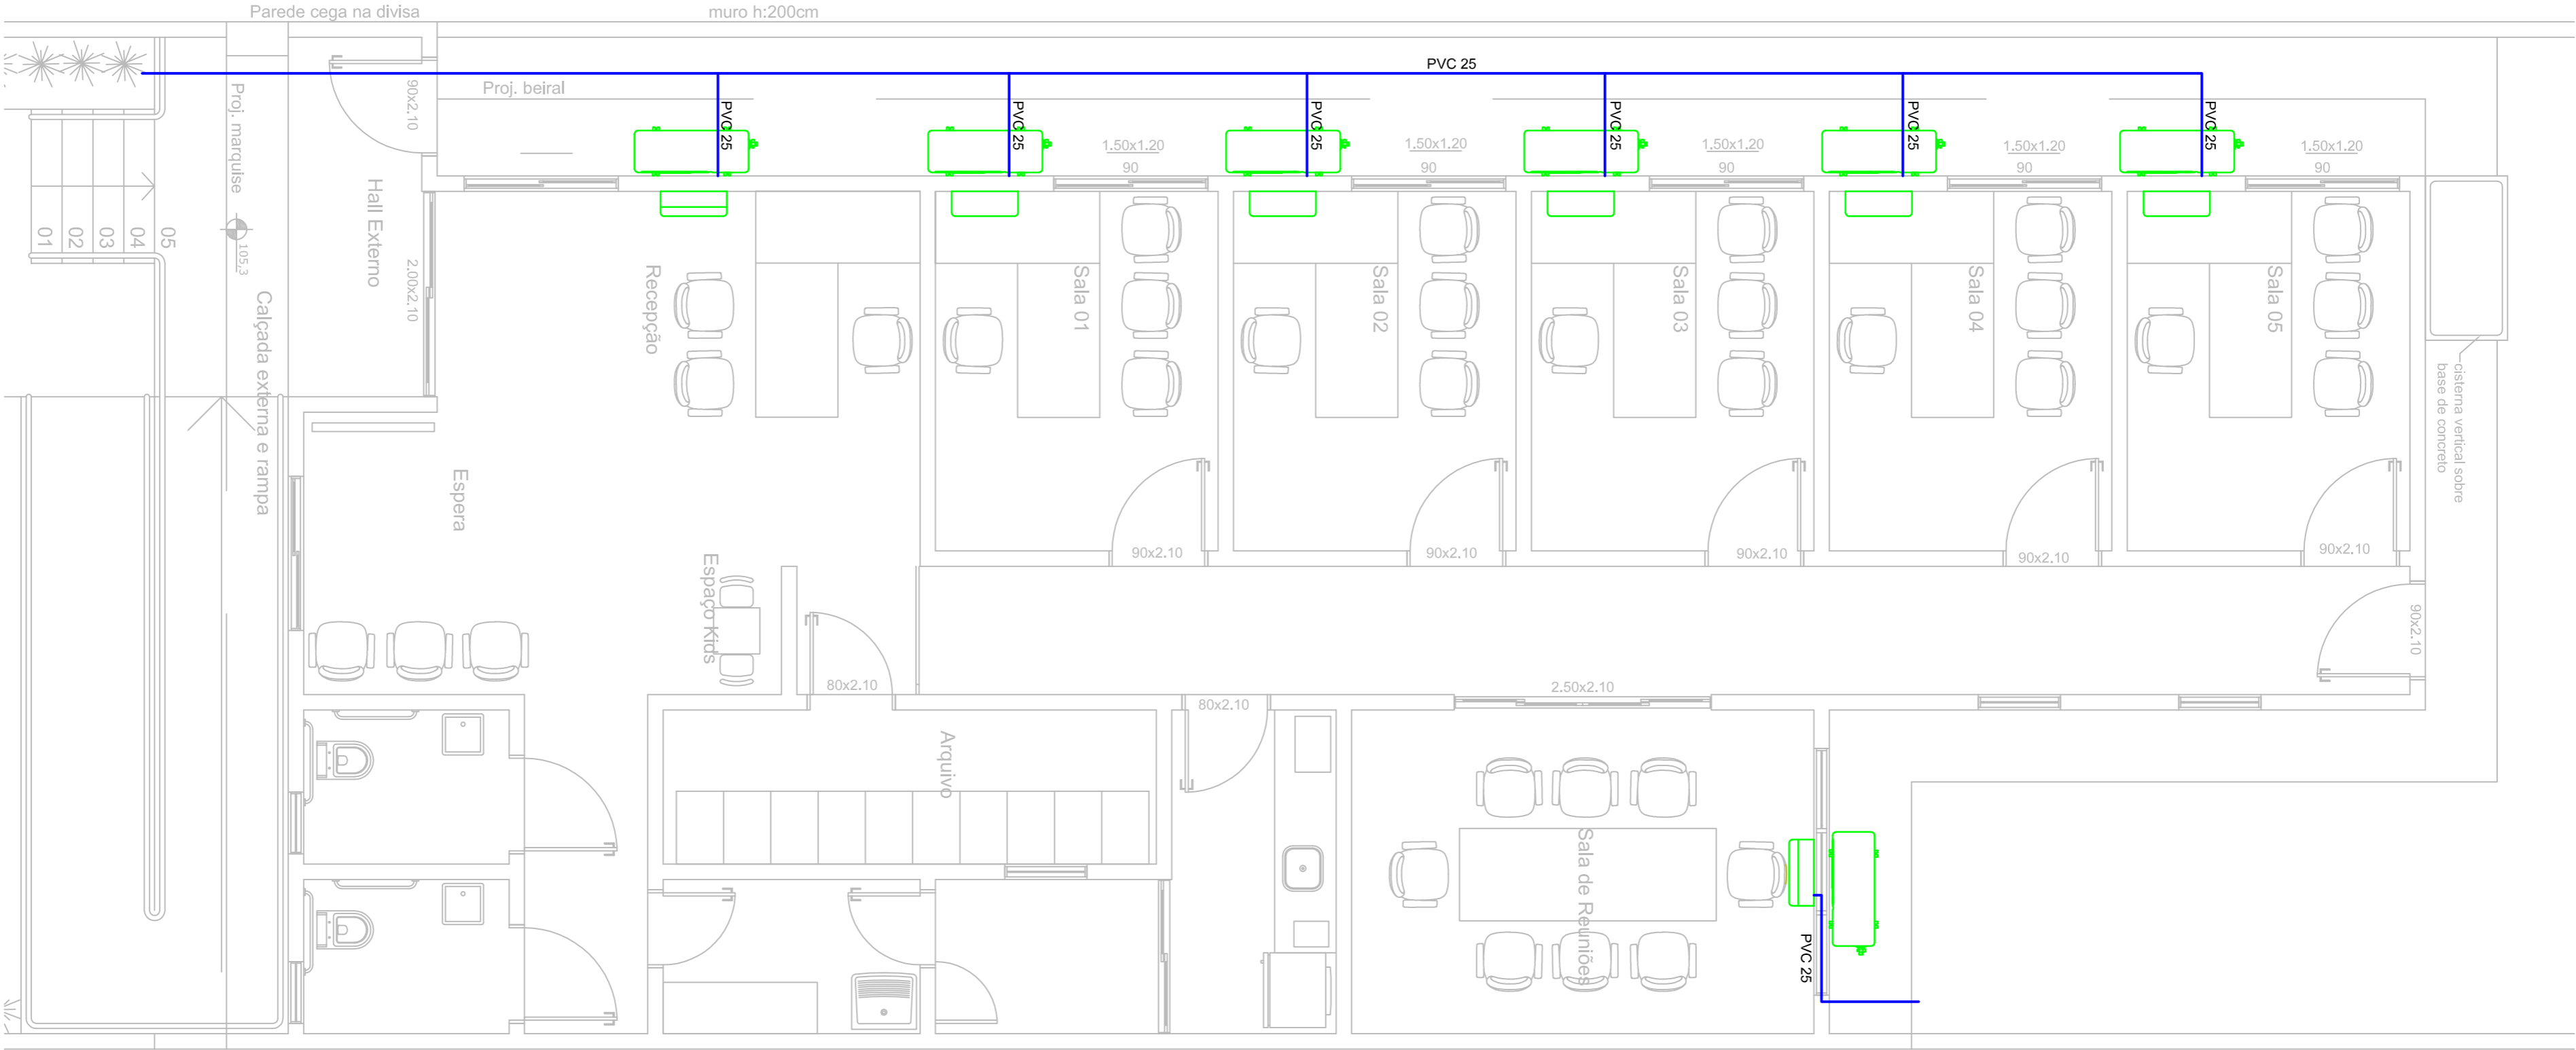 Parede cega na divisa
muro h:200cm
PVC 25
Proj. beiral
90x2.10
Proj. marquise
PVC 25
PVC 25
PVC 25
PVC 25
PVC 25
PVC 25
1.50x1.20
90
1.50x1.20
90
1.50x1.20
90
1.50x1.20
90
1.50x1.20
90
Hall Externo
01
02
03
04
05
105,3
2.00x2.10
Calçada externa e rampa
Recepção
Sala 01
Sala 02
Sala 03
Sala 04
Sala 05
cisterna vertical sobre
base de concreto
Espera
Espaço Kids
90x2.10
90x2.10
90x2.10
90x2.10
90x2.10
90x2.10
80x2.10
80x2.10
2.50x2.10
Arquivo
Sala de Reuniões
PVC 25